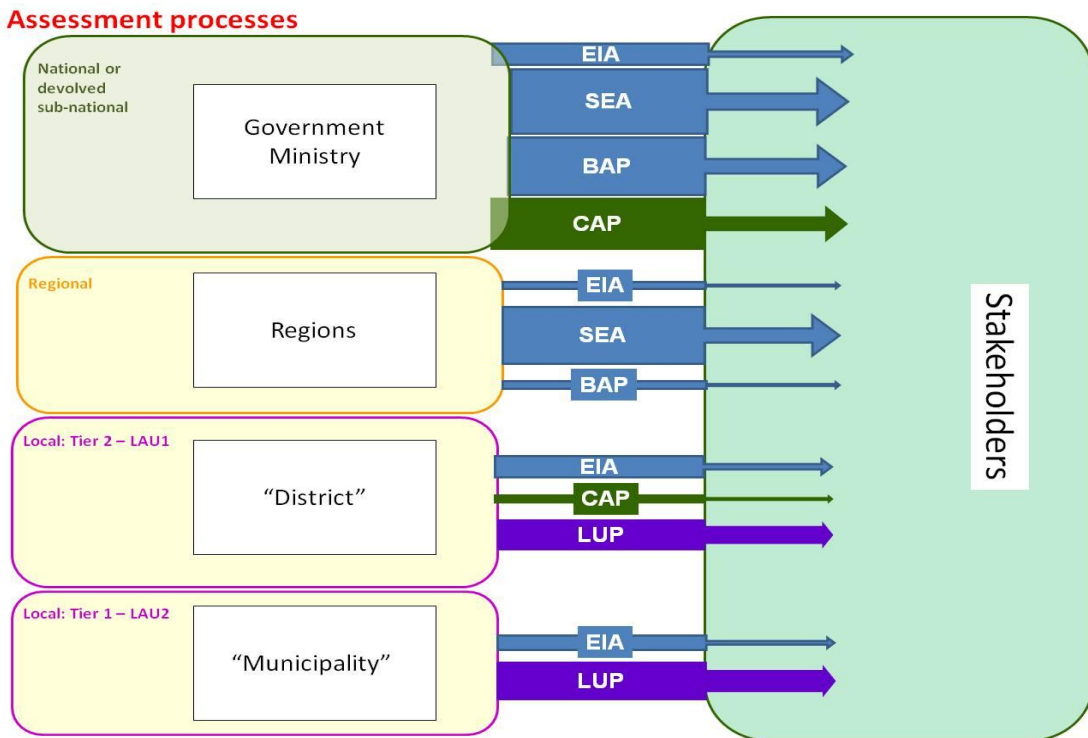 Assessment processes
National or
devolved
sub-national
Government
Ministry
EIA
SEA
BAP
CAP
Regional
Regions
EIA
SEA
BAP
Local: Tier 2 – LAU1
“District”
EIA
CAP
LUP
Local: Tier 1 – LAU2
“Municipality”
EIA
LUP
Stakeholders